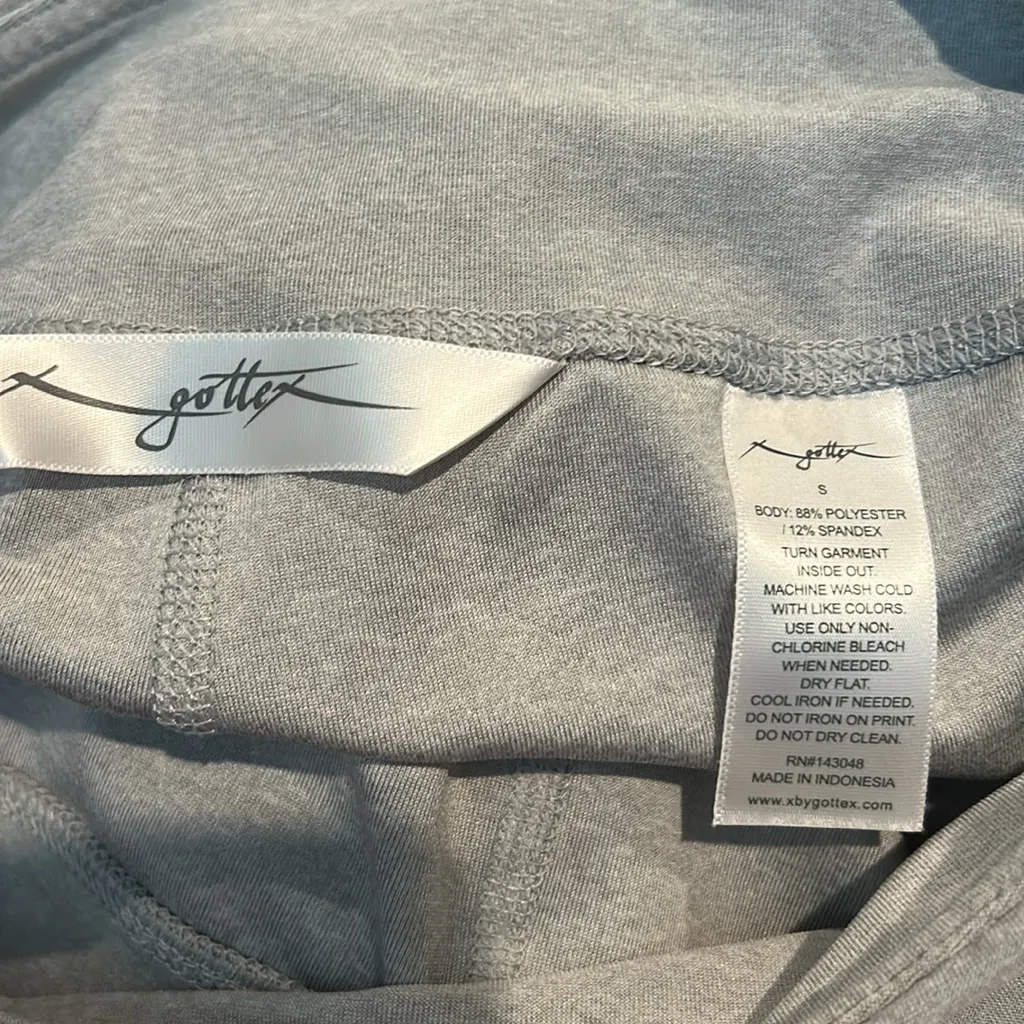 X gottex
X gottex
S
BODY: 88% POLYESTER
/ 12% SPANDEX
TURN GARMENT
INSIDE OUT.
MACHINE WASH COLD
WITH LIKE COLORS.
USE ONLY NON-
CHLORINE BLEACH
WHEN NEEDED.
DRY FLAT.
COOL IRON IF NEEDED.
DO NOT IRON ON PRINT.
DO NOT DRY CLEAN.
RN#143048
MADE IN INDONESIA
www.xbygottex.com